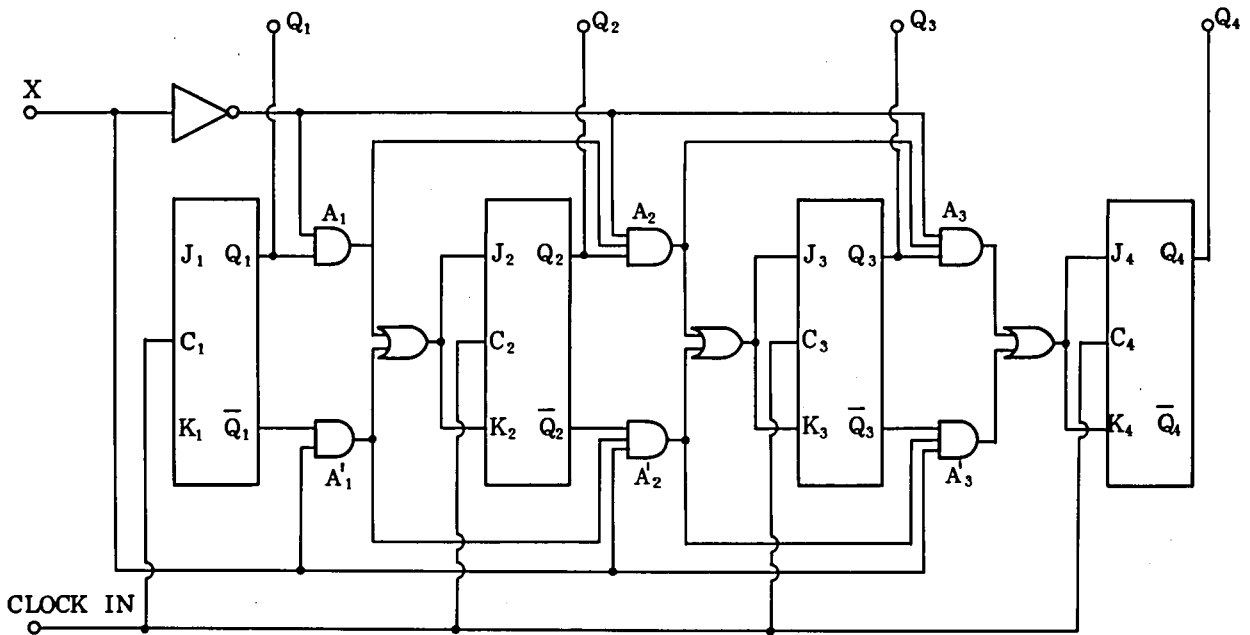 Q₁ Q₂ Q₃ Q₄
X
A₁ A₂ A₃
J₁ Q₁ J₂ Q₂ J₃ Q₃ J₄ Q₄
C₁ C₂ C₃ C₄
K₁ Q̅₁ K₂ Q̅₂ K₃ Q̅₃ K₄ Q̅₄
A'₁ A'₂ A'₃
CLOCK IN